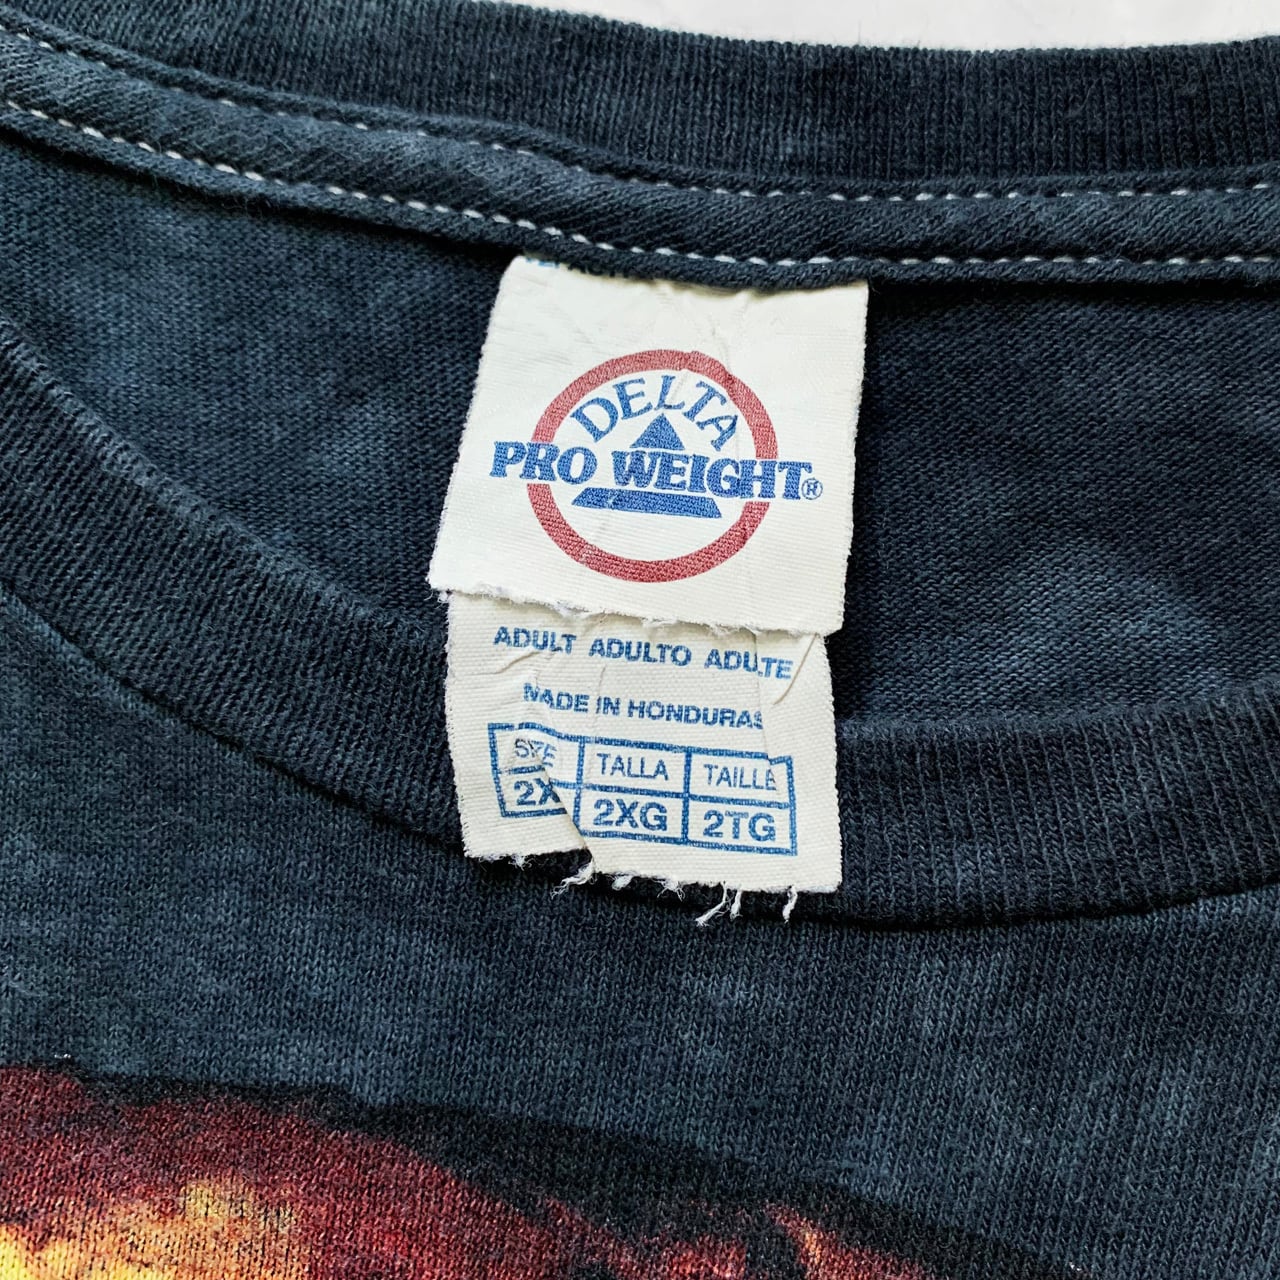 DELTA
PRO WEIGHT®
ADULT ADULTO ADULTE
MADE IN HONDURAS
SIZE TALLA TAILLE
2X 2XG 2TG